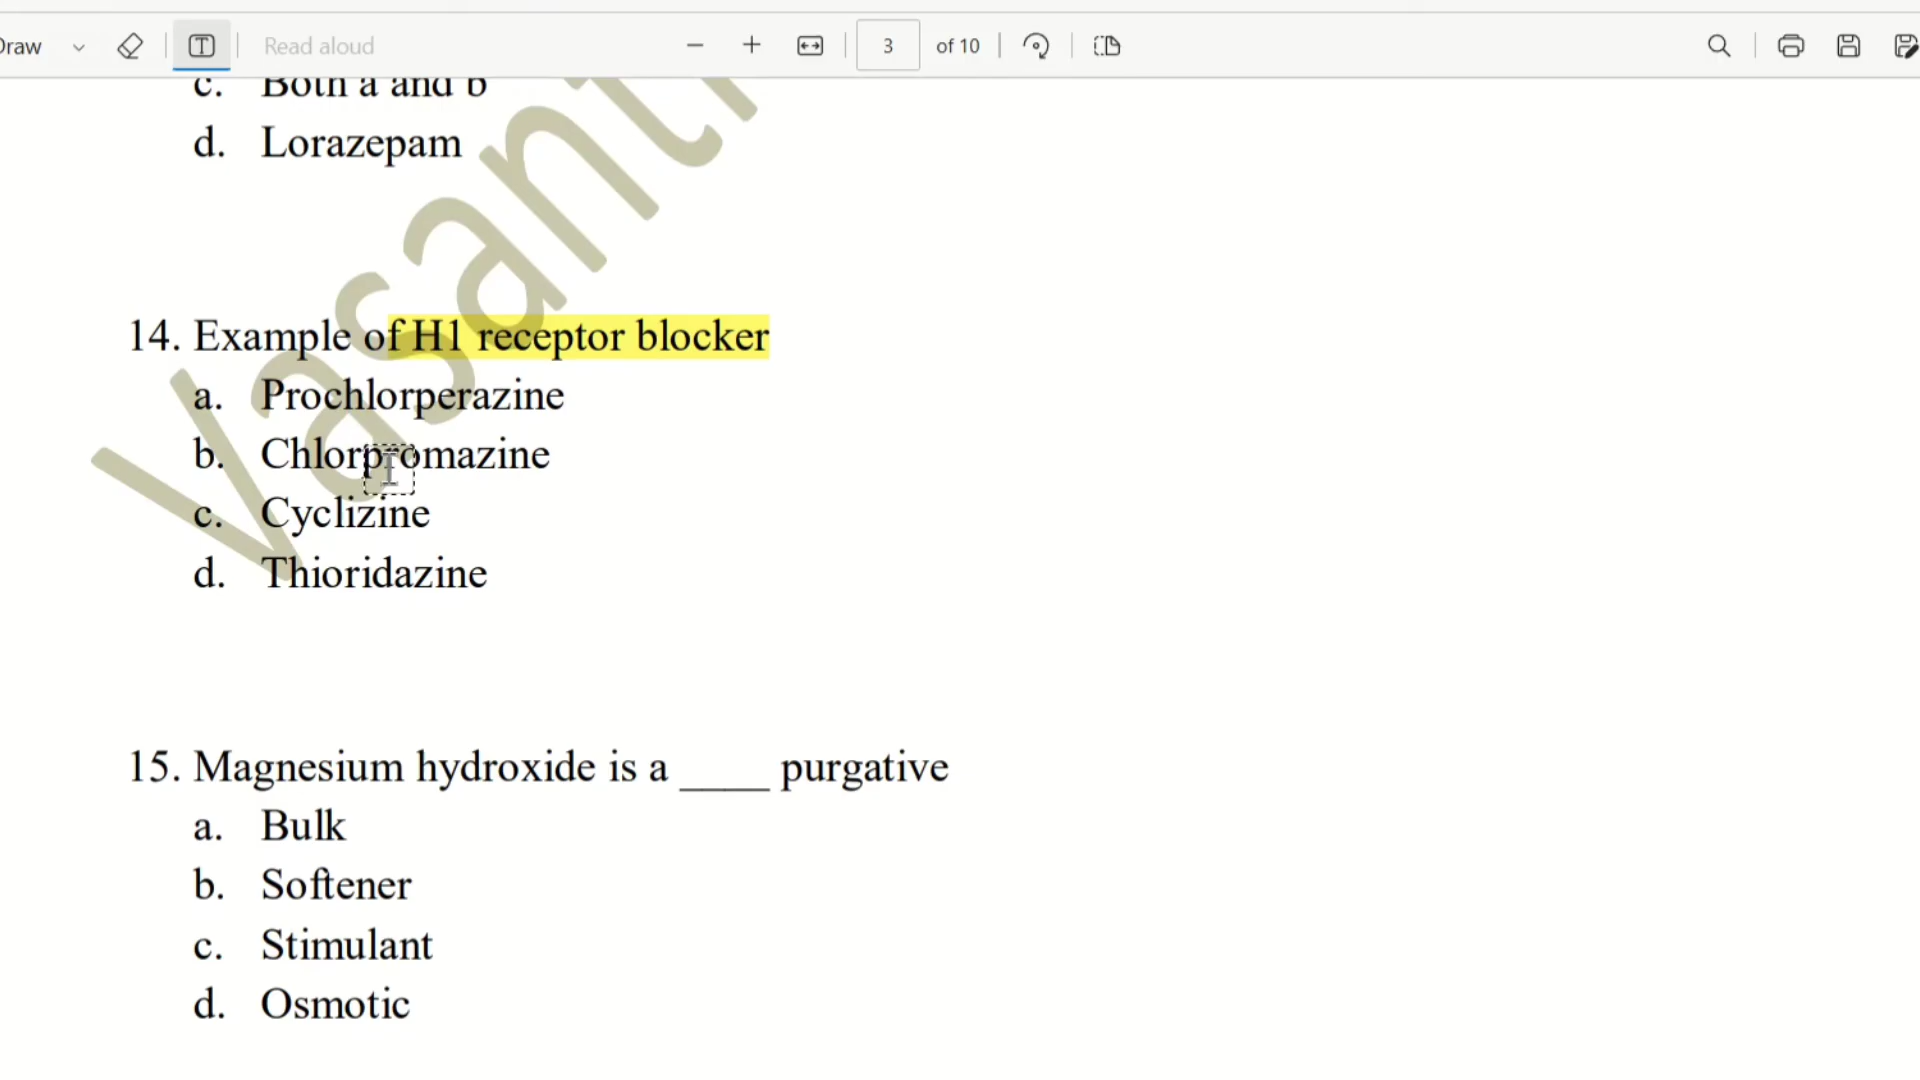 Draw
Read aloud
3 of 10
c. Both a and b
d. Lorazepam
14. Example of H1 receptor blocker
a. Prochlorperazine
b. Chlorpromazine
c. Cyclizine
d. Thioridazine
15. Magnesium hydroxide is a ____ purgative
a. Bulk
b. Softener
c. Stimulant
d. Osmotic